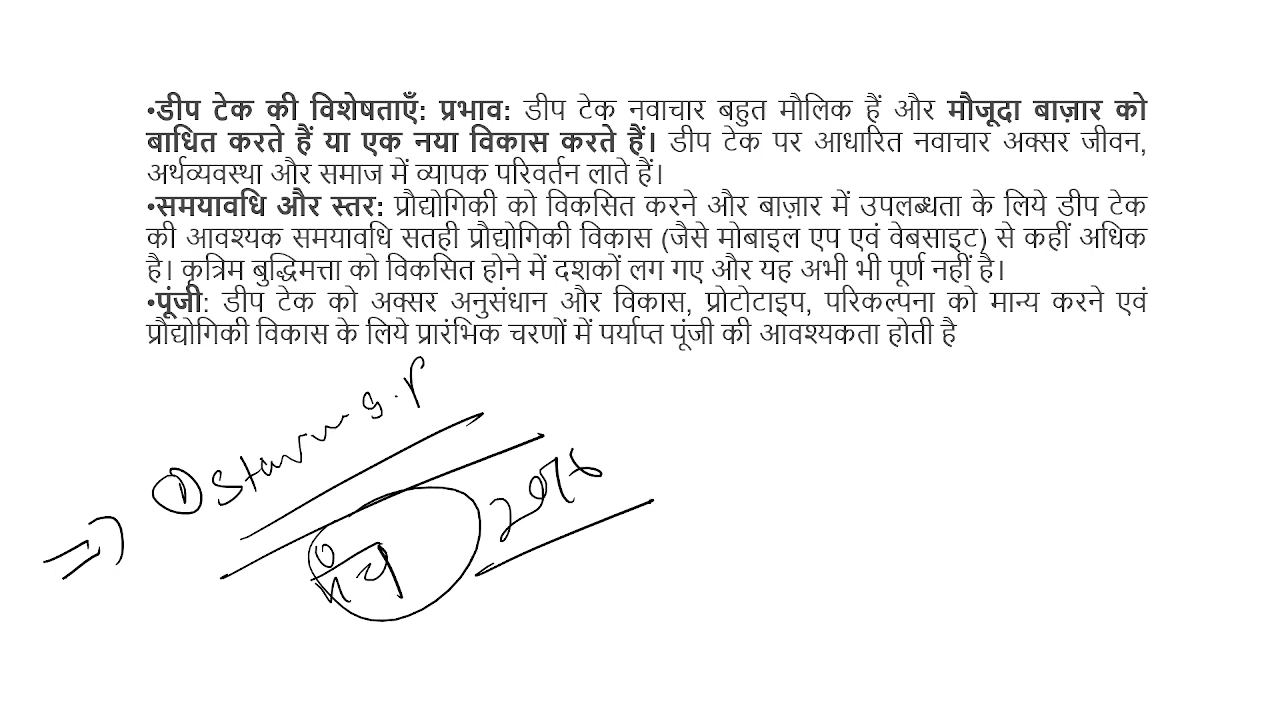 •डीप टेक की विशेषताएँ: प्रभाव: डीप टेक नवाचार बहुत मौलिक हैं और मौजूदा बाज़ार को
बाधित करते हैं या एक नया विकास करते हैं। डीप टेक पर आधारित नवाचार अक्सर जीवन,
अर्थव्यवस्था और समाज में व्यापक परिवर्तन लाते हैं।
•समयावधि और स्तर: प्रौद्योगिकी को विकसित करने और बाज़ार में उपलब्धता के लिये डीप टेक
की आवश्यक समयावधि सतही प्रौद्योगिकी विकास (जैसे मोबाइल एप एवं वेबसाइट) से कहीं अधिक
है। कृत्रिम बुद्धिमत्ता को विकसित होने में दशकों लग गए और यह अभी भी पूर्ण नहीं है।
•पूंजी: डीप टेक को अक्सर अनुसंधान और विकास, प्रोटोटाइप, परिकल्पना को मान्य करने एवं
प्रौद्योगिकी विकास के लिये प्रारंभिक चरणों में पर्याप्त पूंजी की आवश्यकता होती है